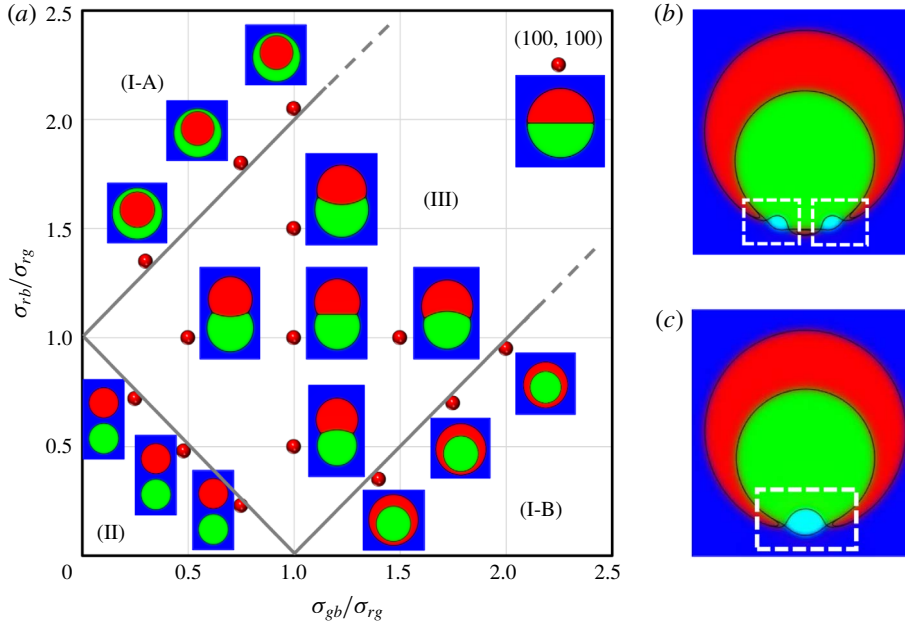 (a)
2.5
2.0
1.5
1.0
0.5
0
0.5
1.0
1.5
2.0
2.5
σrb/σrg
σgb/σrg
(I-A)
(100, 100)
(III)
(II)
(I-B)
(b)
(c)